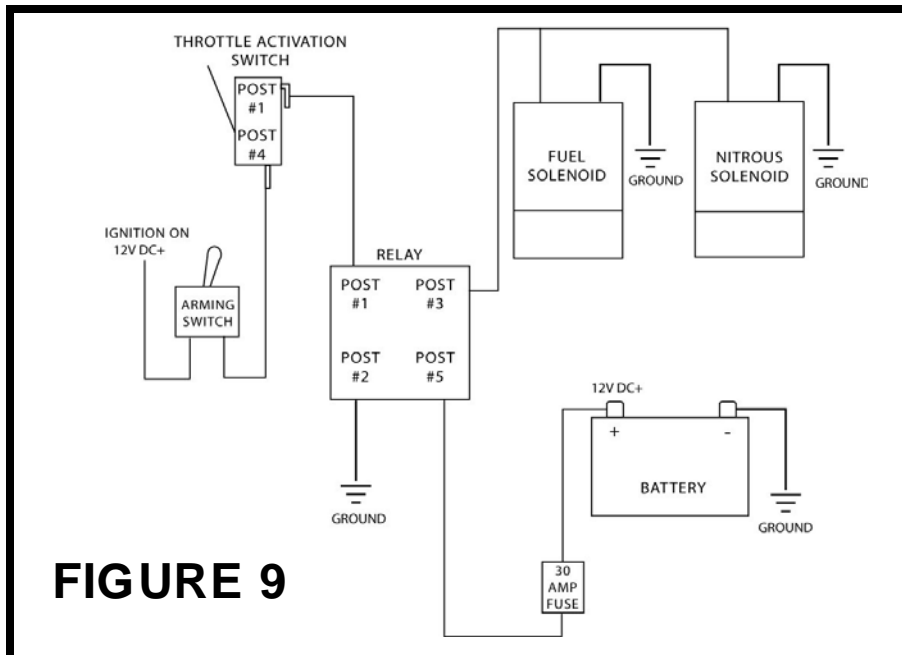 THROTTLE ACTIVATION
SWITCH
POST
#1
POST
#4
IGNITION ON
12V DC+
ARMING
SWITCH
RELAY
POST
#1
POST
#3
POST
#2
POST
#5
GROUND
FUEL
SOLENOID
GROUND
NITROUS
SOLENOID
GROUND
12V DC+
+
-
BATTERY
GROUND
30
AMP
FUSE
FIGURE 9